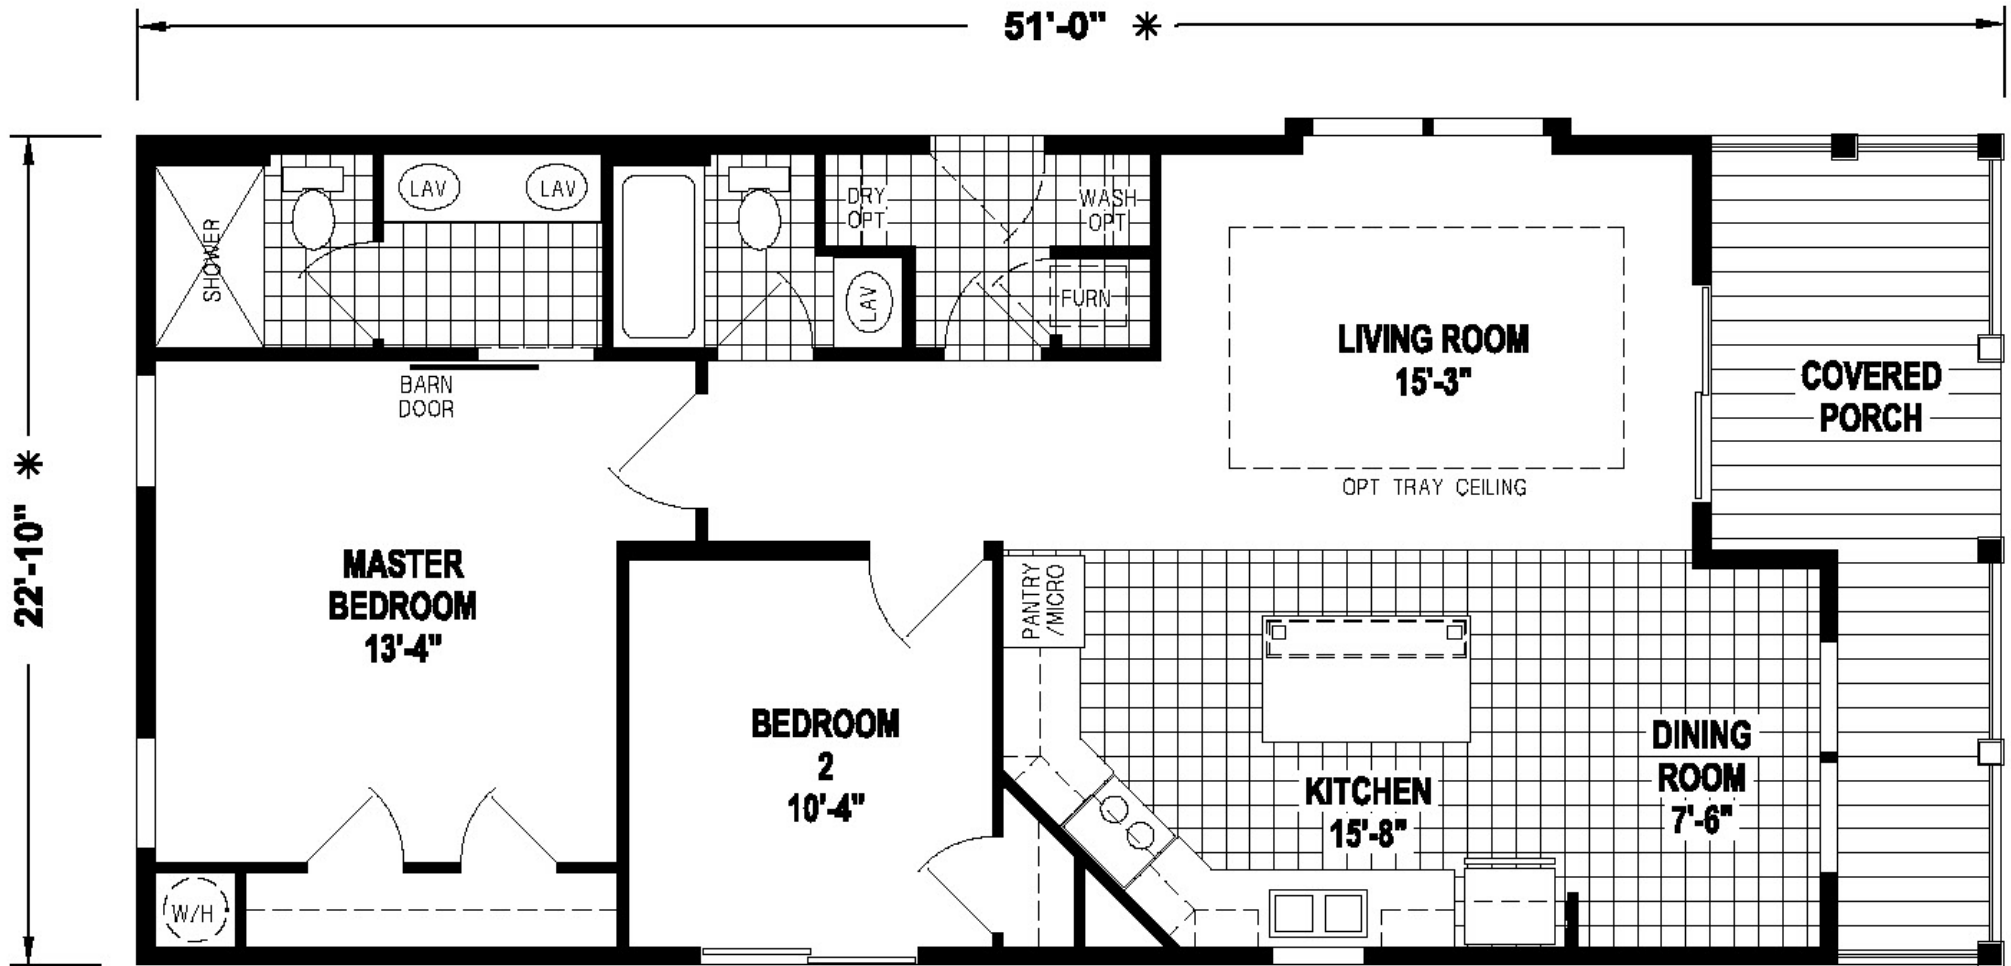 51'-0" *
22'-10" *
SHOWER
LAV
LAV
DRY
OPT
WASH
OPT
LAV
FURN
BARN
DOOR
LIVING ROOM
15'-3"
OPT TRAY CEILING
COVERED
PORCH
MASTER
BEDROOM
13'-4"
PANTRY
/MICRO
BEDROOM
2
10'-4"
KITCHEN
15'-8"
DINING
ROOM
7'-6"
W/H